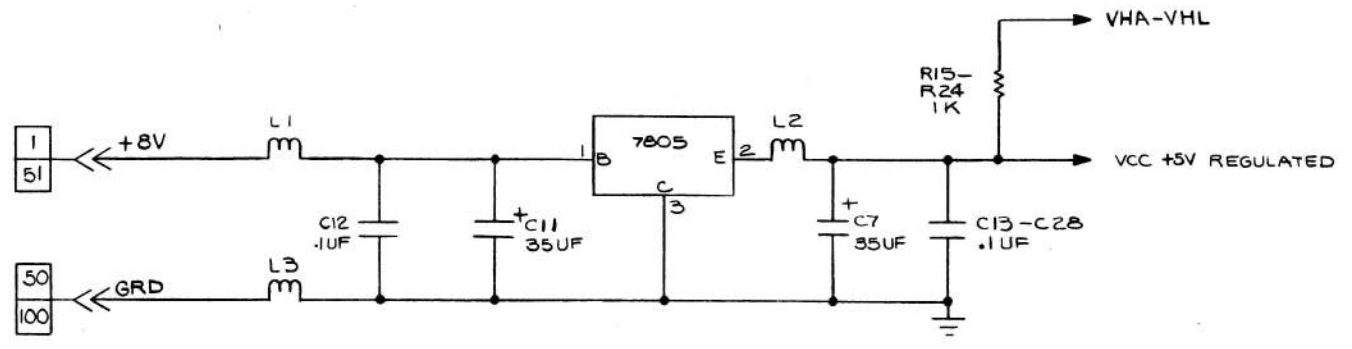 VHA-VHL
R15-
R24
1K
1
51
+8V
L1
1
B
7805
E
2
C
3
L2
VCC +5V REGULATED
C12
.1UF
+
C11
35UF
+
C7
35UF
C13-C28
.1UF
50
100
GRD
L3